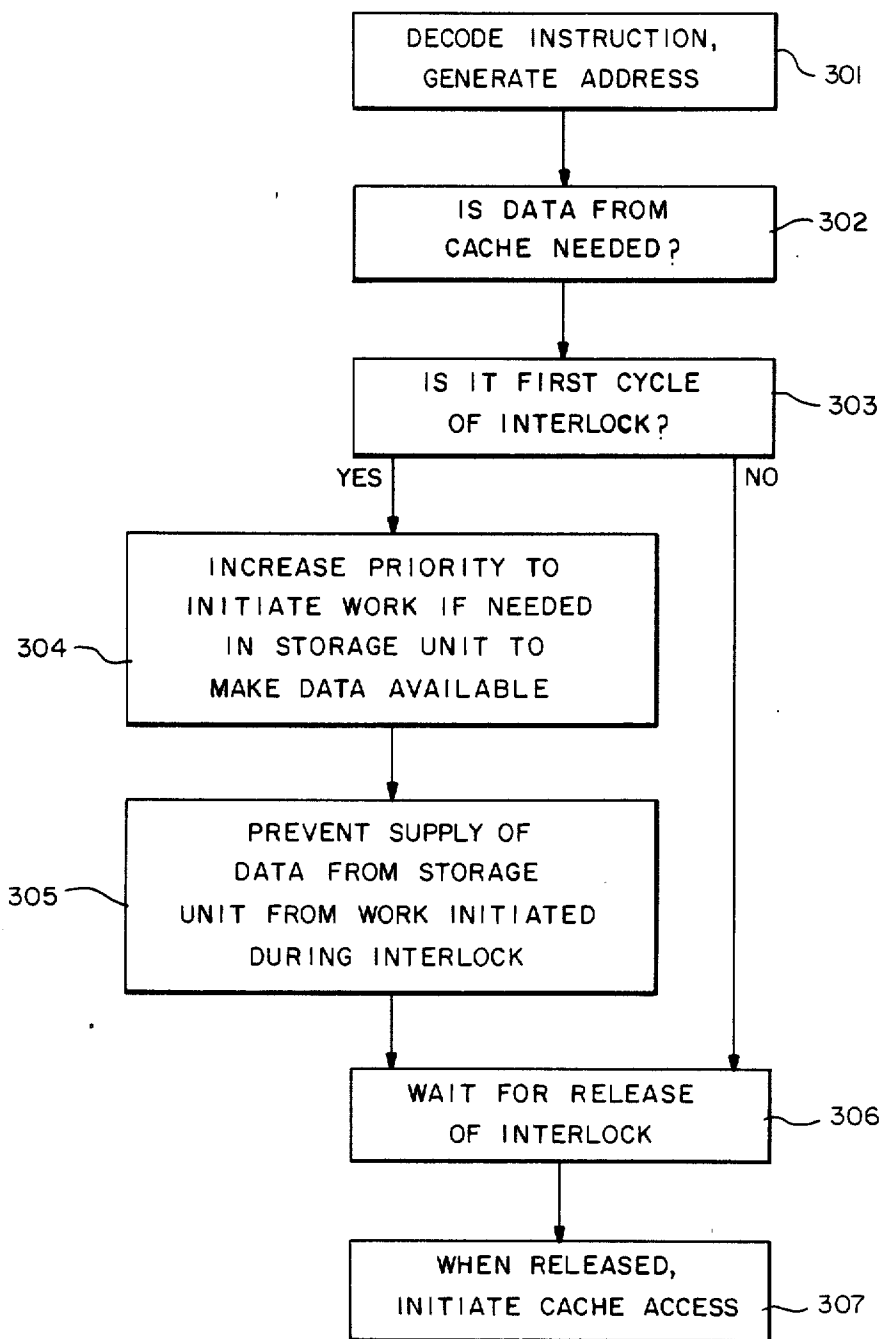 DECODE INSTRUCTION,
GENERATE ADDRESS
301
IS DATA FROM
CACHE NEEDED?
302
IS IT FIRST CYCLE
OF INTERLOCK?
303
YES
NO
INCREASE PRIORITY TO
INITIATE WORK IF NEEDED
IN STORAGE UNIT TO
MAKE DATA AVAILABLE
304
PREVENT SUPPLY OF
DATA FROM STORAGE
UNIT FROM WORK INITIATED
DURING INTERLOCK
305
WAIT FOR RELEASE
OF INTERLOCK
306
WHEN RELEASED,
INITIATE CACHE ACCESS
307